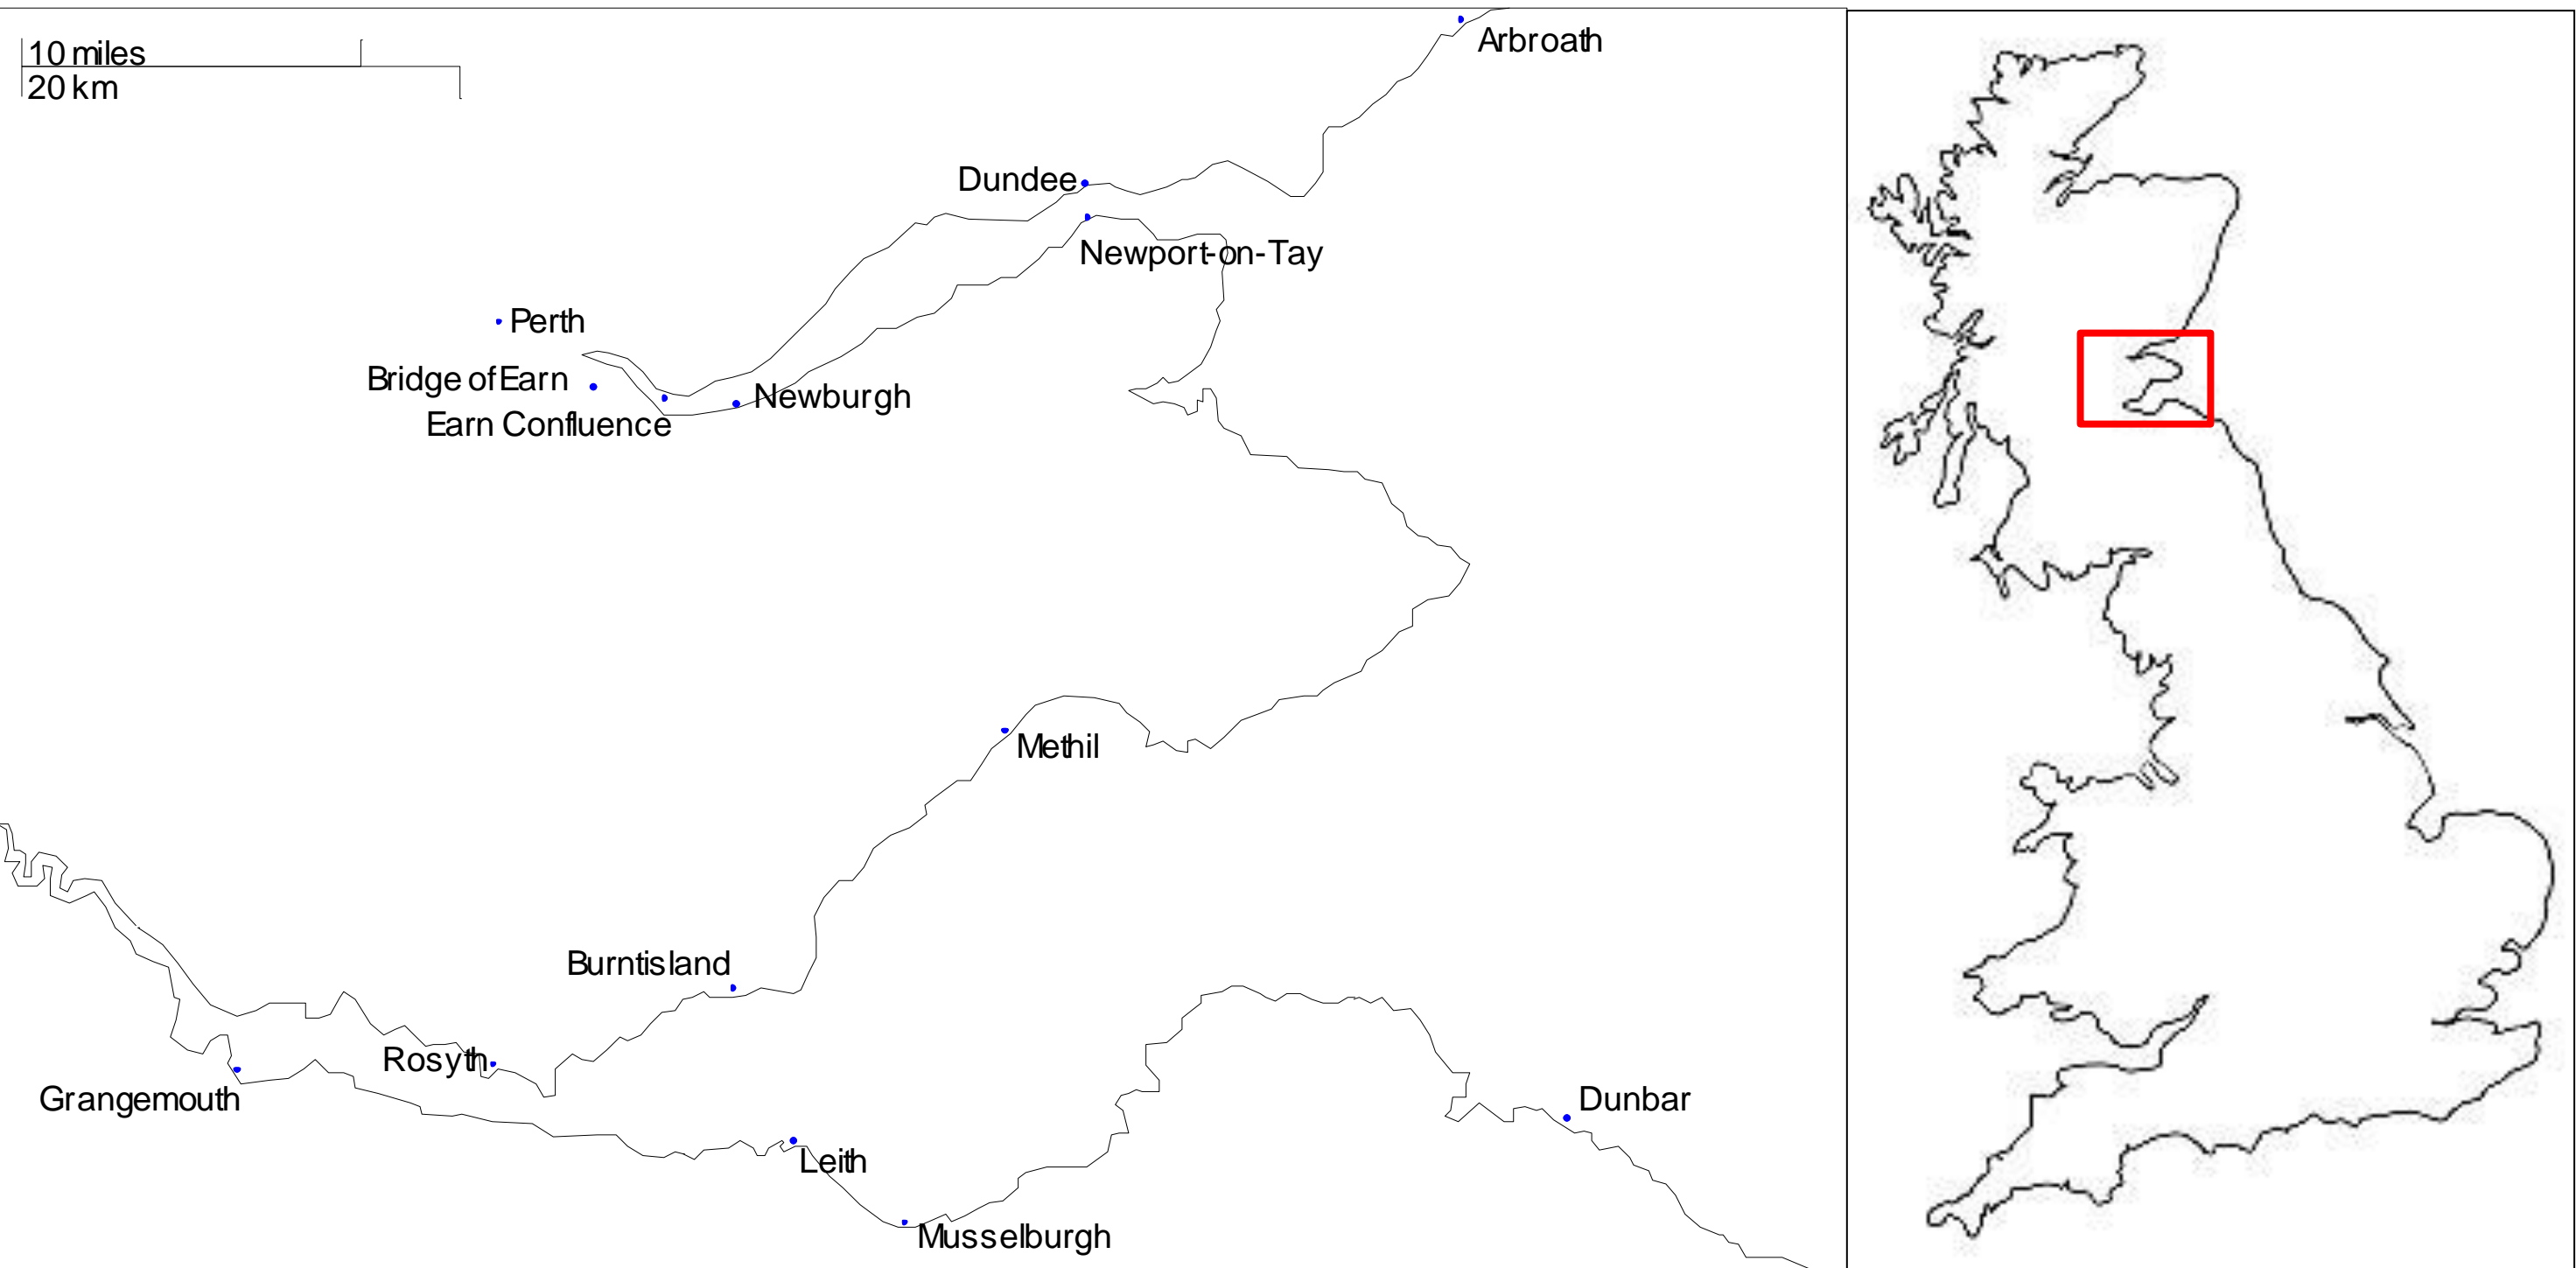 10 miles
20 km
Arbroath
Dundee
Newport-on-Tay
Perth
Bridge of Earn
Newburgh
Earn Confluence
Methil
Burntisland
Rosyth
Grangemouth
Dunbar
Leith
Musselburgh